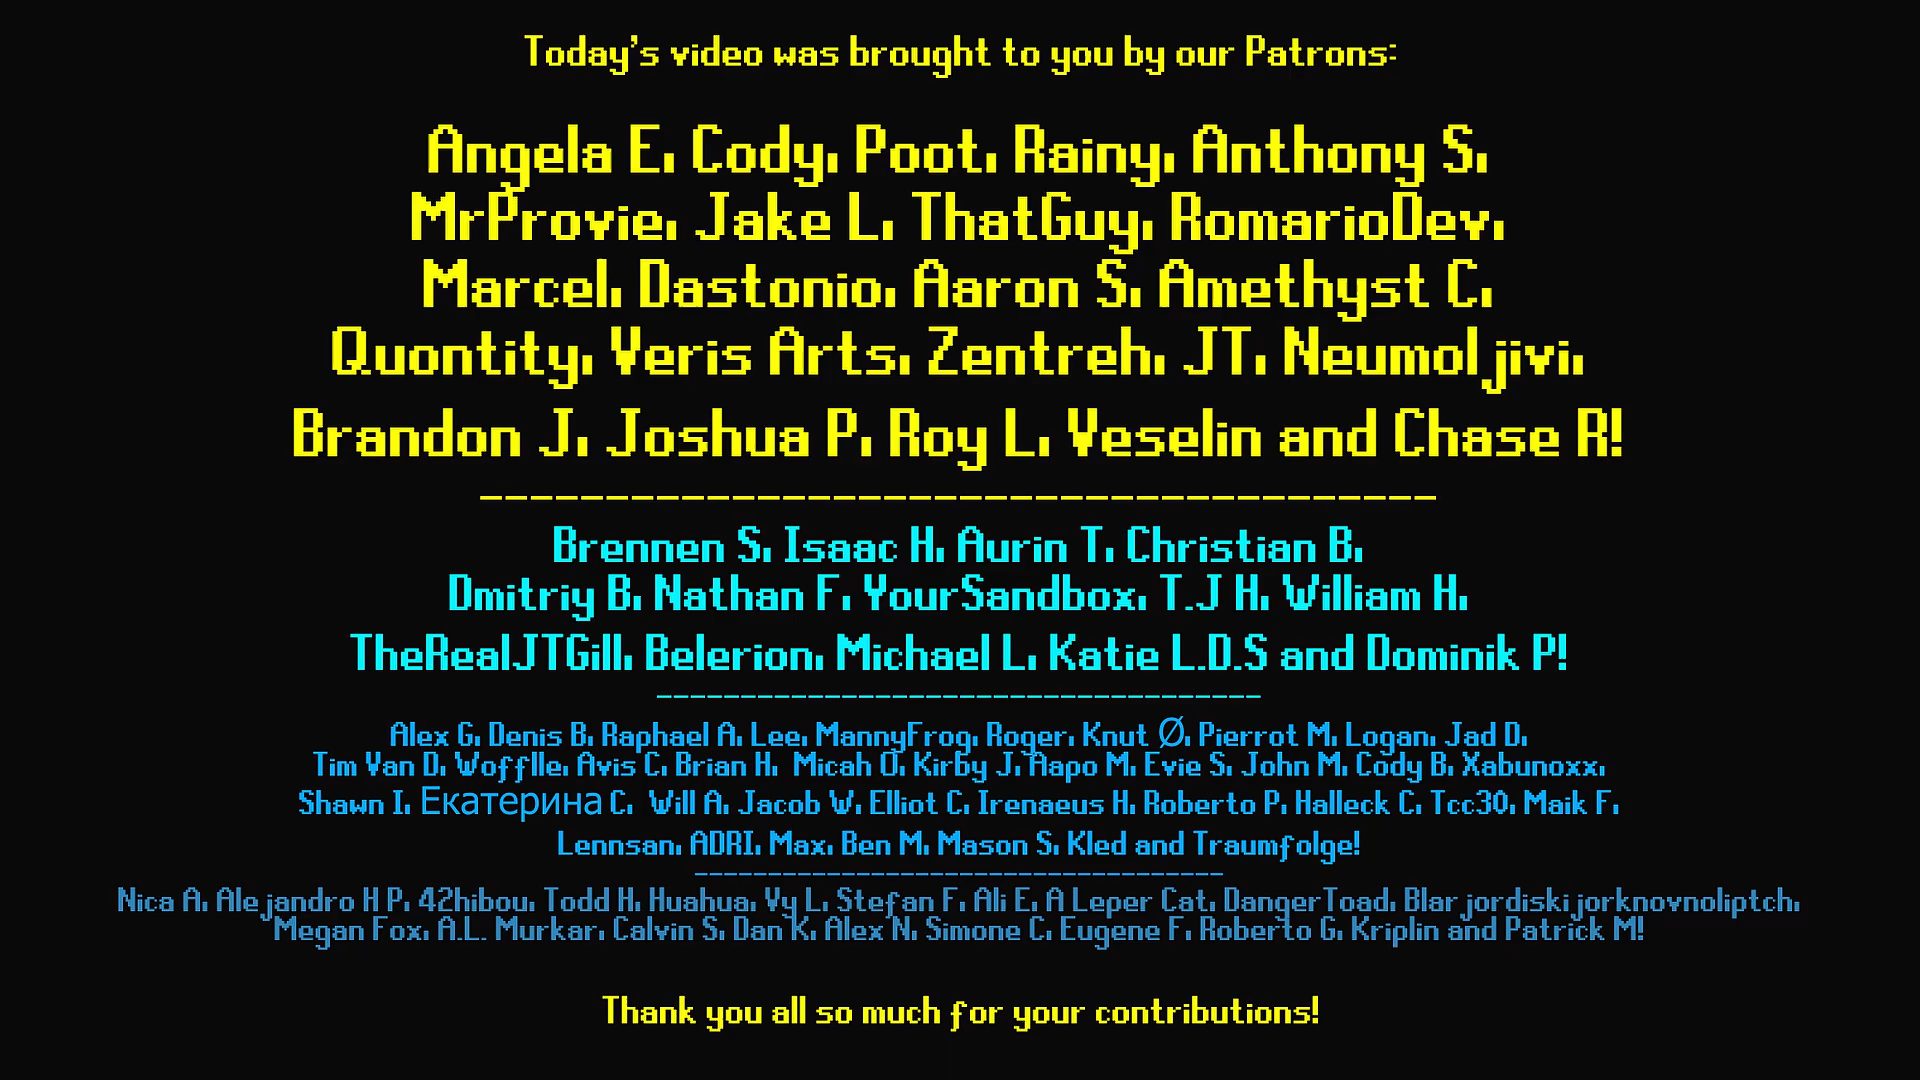 Today's video was brought to you by our Patrons:
Angela E, Cody, Poot, Rainy, Anthony S,
MrProvie, Jake L, ThatGuy, RomarioDev,
Marcel, Dastonio, Aaron S, Amethyst C,
Quontity, Veris Arts, Zentreh, JT, Neumoljivi,
Brandon J, Joshua P, Roy L, Veselin and Chase R!
------------------------------------
Brennen S, Isaac H, Aurin T, Christian B,
Dmitriy B, Nathan F, YourSandbox, T.J H, William H,
TheRealJTGill, Belerion, Michael L, Katie L.D.S and Dominik P!
------------------------------------
Alex G, Denis B, Raphael A, Lee, MannyFrog, Roger, Knut Ø, Pierrot M, Logan, Jad D,
Tim Van D, Wofflle, Avis C, Brian H, Micah O, Kirby J, Aapo M, Evie S, John M, Cody B, Xabunoxx,
Shawn I, Екатерина C, Will A, Jacob W, Elliot C, Irenaeus H, Roberto P, Halleck C, Tcc30, Maik F,
Lennsan, ADRI, Max, Ben M, Mason S, Kled and Traumfolge!
------------------------------------
Nica A, Alejandro H P, 42hibou, Todd H, Huahua, Vy L, Stefan F, Ali E, A Leper Cat, DangerToad, Blarjordiskijorknovnoliptch,
Megan Fox, A.L. Murkar, Calvin S, Dan K, Alex N, Simone C, Eugene F, Roberto G, Kriplin and Patrick M!
Thank you all so much for your contributions!